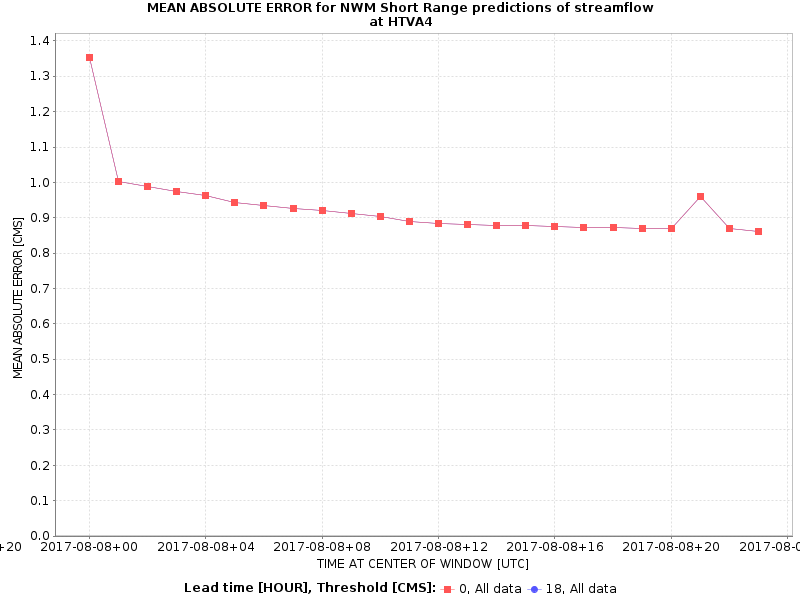 MEAN ABSOLUTE ERROR for NWM Short Range predictions of streamflow
at HTVA4
MEAN ABSOLUTE ERROR [CMS]
1.4
1.3
1.2
1.1
1.0
0.9
0.8
0.7
0.6
0.5
0.4
0.3
0.2
0.1
0.0
+20 2017-08-08+00 2017-08-08+04 2017-08-08+08 2017-08-08+12 2017-08-08+16 2017-08-08+20 2017-08-0
TIME AT CENTER OF WINDOW [UTC]
Lead time [HOUR], Threshold [CMS]: 0, All data 18, All data